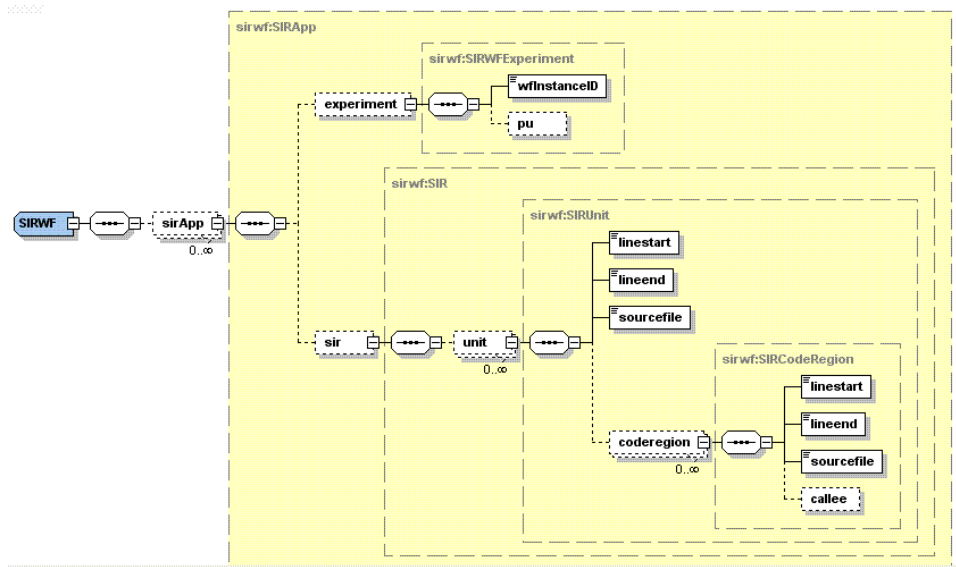 sirwf:SIRApp
sirwf:SIRWFExperiment
wfInstanceID
experiment
pu
sirwf:SIR
sirwf:SIRUnit
SIRWF
sirApp
0..∞
linestart
lineend
sourcefile
sir
unit
0..∞
sirwf:SIRCodeRegion
linestart
lineend
coderegion
0..∞
sourcefile
callee